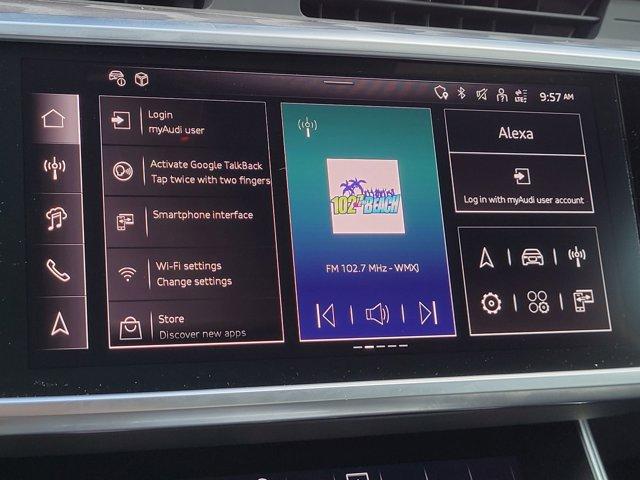 9:57 AM
LTE
Login
myAudi user
Activate Google TalkBack
Tap twice with two fingers
Smartphone interface
Wi-Fi settings
Change settings
Store
Discover new apps
102.7 BEACH
FM 102.7 MHz - WMXJ
Alexa
Log in with myAudi user account